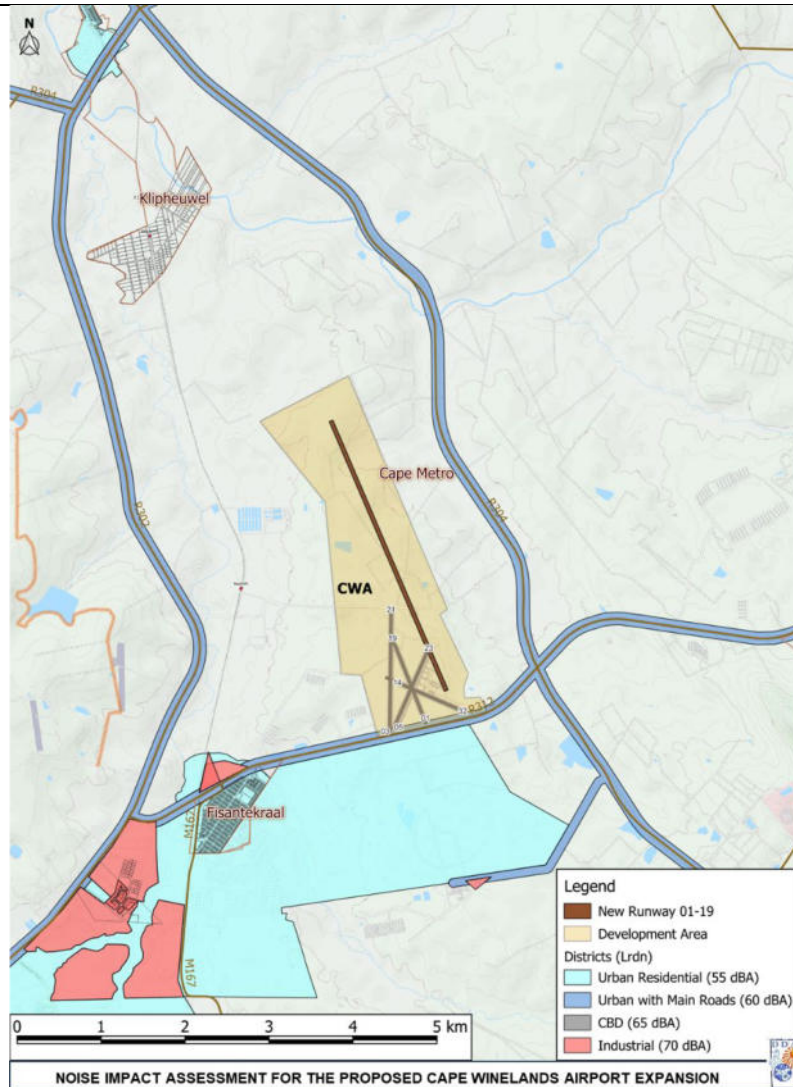 N
R304
Klipheuwel
Cape Metro
R304
R302
CWA
21
19
22
14
32
03
06
01
R312
Fisantekraal
M167
M167
Legend
New Runway 01-19
Development Area
Districts (Lrdn)
Urban Residential (55 dBA)
Urban with Main Roads (60 dBA)
CBD (65 dBA)
Industrial (70 dBA)
0 1 2 3 4 5 km
NOISE IMPACT ASSESSMENT FOR THE PROPOSED CAPE WINELANDS AIRPORT EXPANSION